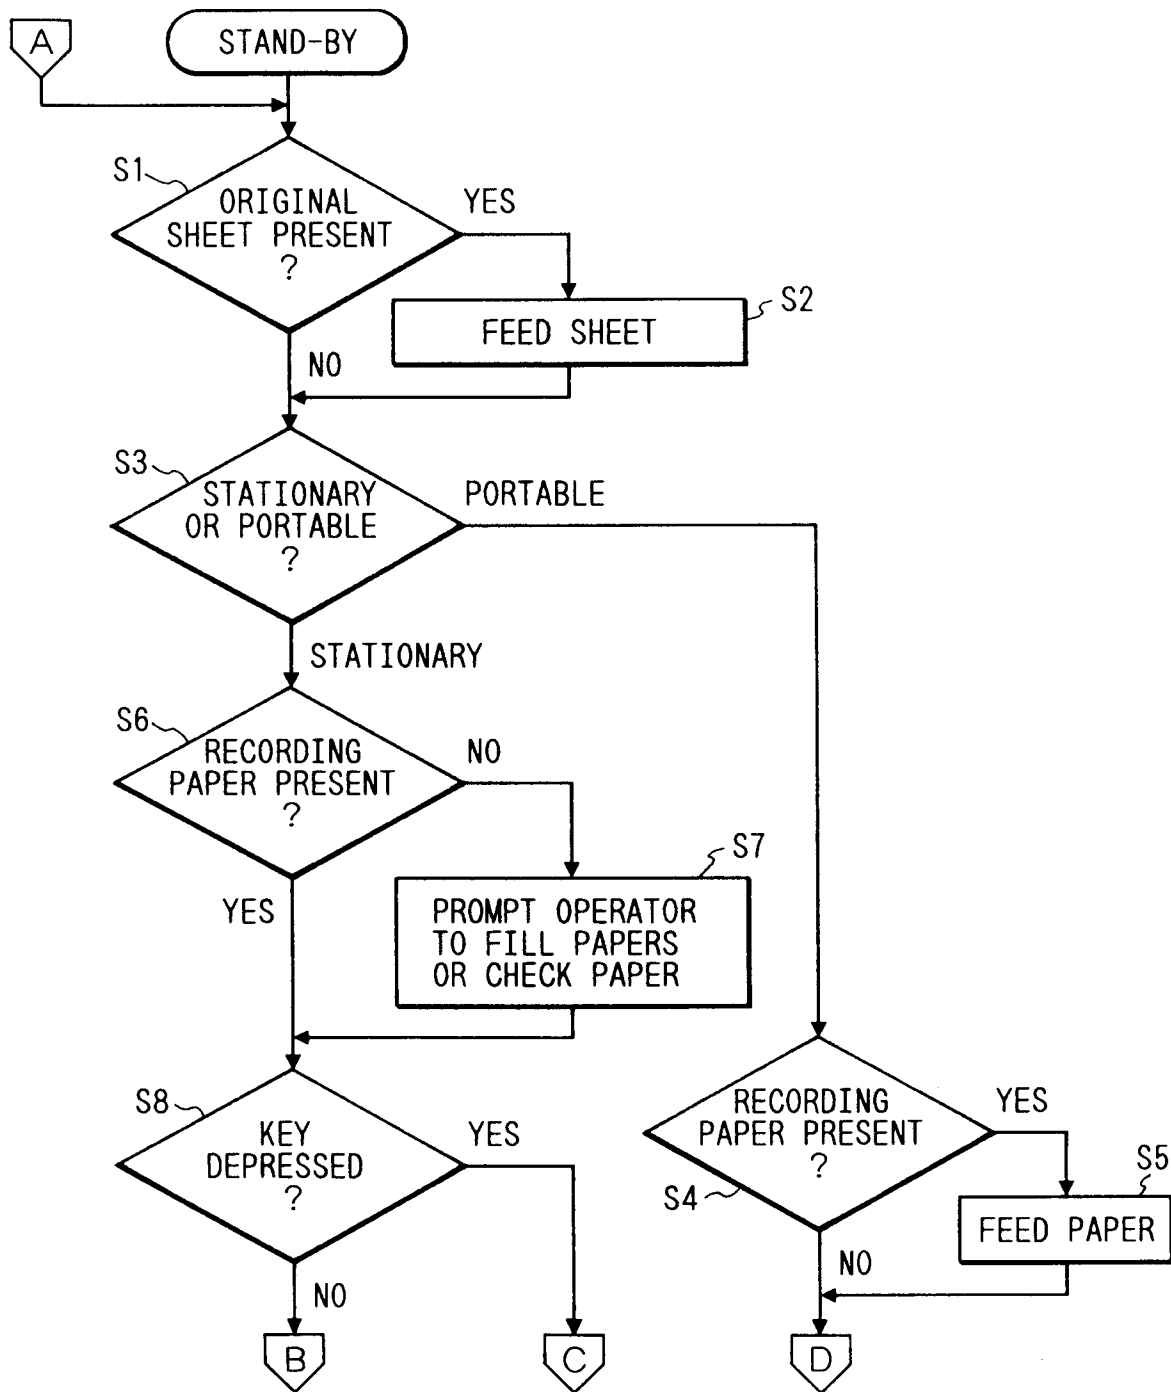 A
STAND-BY
S1
ORIGINAL
SHEET PRESENT
?
YES
S2
FEED SHEET
NO
S3
STATIONARY
OR PORTABLE
?
PORTABLE
STATIONARY
S6
RECORDING
PAPER PRESENT
?
NO
S7
PROMPT OPERATOR
TO FILL PAPERS
OR CHECK PAPER
YES
S8
KEY
DEPRESSED
?
YES
RECORDING
PAPER PRESENT
?
YES
S4
S5
FEED PAPER
NO
NO
B
C
D